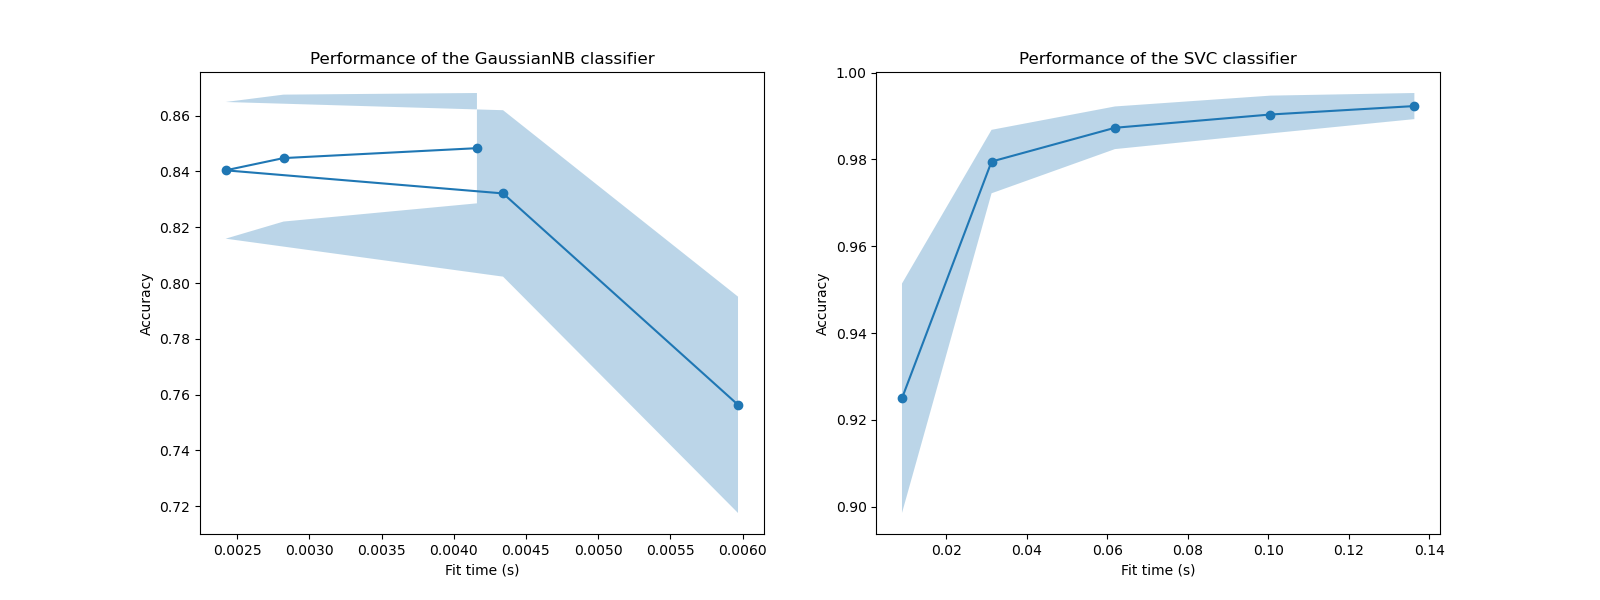 Performance of the GaussianNB classifier
0.86
0.84
0.82
0.80
0.78
0.76
0.74
0.72
Accuracy
0.0025 0.0030 0.0035 0.0040 0.0045 0.0050 0.0055 0.0060
Fit time (s)
Performance of the SVC classifier
1.00
0.98
0.96
0.94
0.92
0.90
Accuracy
0.02 0.04 0.06 0.08 0.10 0.12 0.14
Fit time (s)